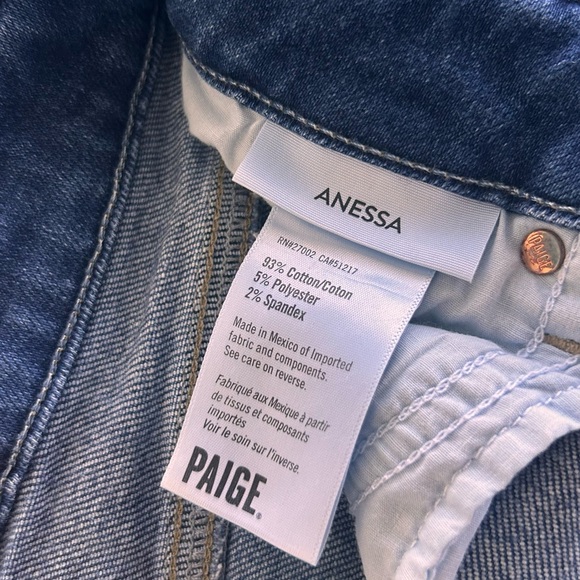 ANESSA
RN#27002 CA#51217
93% Cotton/Coton
5% Polyester
2% Spandex
Made in Mexico of Imported
fabric and components.
See care on reverse.
Fabriqué aux Mexique à partir
de tissus et composants
importés
Voir le soin sur l'inverse.
PAIGE®
PAIGE